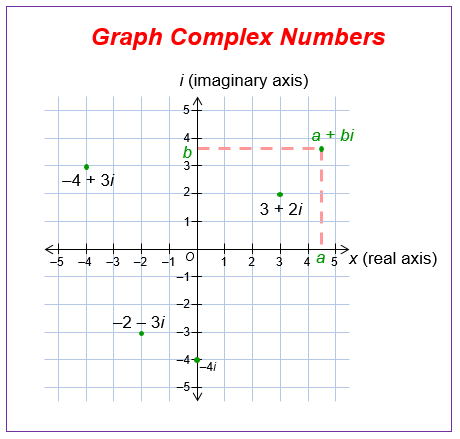 Graph Complex Numbers
i (imaginary axis)
5
4
a + bi
b
3
–4 + 3i
2
3 + 2i
1
O
–5 –4 –3 –2 –1 1 2 3 4 5
a
x (real axis)
–1
–2
–2 – 3i
–3
–4
–4i
–5